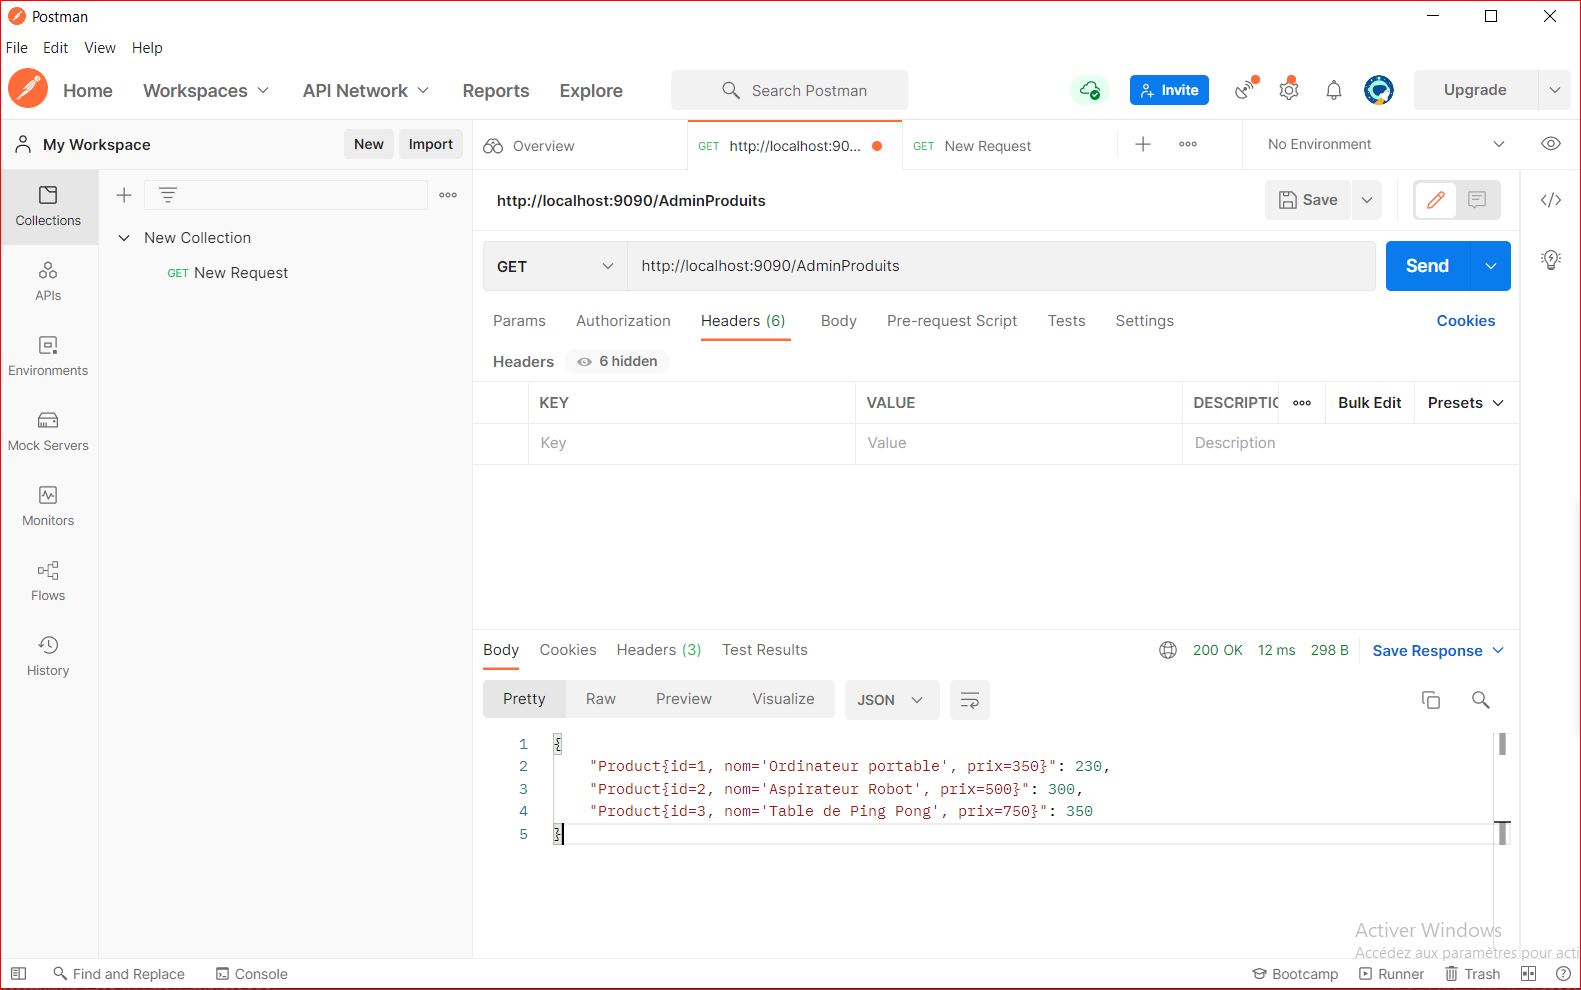 Postman
File Edit View Help
Home Workspaces API Network Reports Explore Search Postman Invite Upgrade
My Workspace New Import Overview GET http://localhost:90... GET New Request No Environment
http://localhost:9090/AdminProduits Save
Collections
New Collection
GET New Request
GET http://localhost:9090/AdminProduits Send
APIs
Params Authorization Headers (6) Body Pre-request Script Tests Settings Cookies
Environments
Headers 6 hidden
KEY VALUE DESCRIPTIO Bulk Edit Presets
Mock Servers
Key Value Description
Monitors
Flows
History
Body Cookies Headers (3) Test Results 200 OK 12 ms 298 B Save Response
Pretty Raw Preview Visualize JSON
1 {
2 "Product{id=1, nom='Ordinateur portable', prix=350}": 230,
3 "Product{id=2, nom='Aspirateur Robot', prix=500}": 300,
4 "Product{id=3, nom='Table de Ping Pong', prix=750}": 350
5 }
Activer Windows
Accédez aux paramètres pour acti
Find and Replace Console Bootcamp Runner Trash